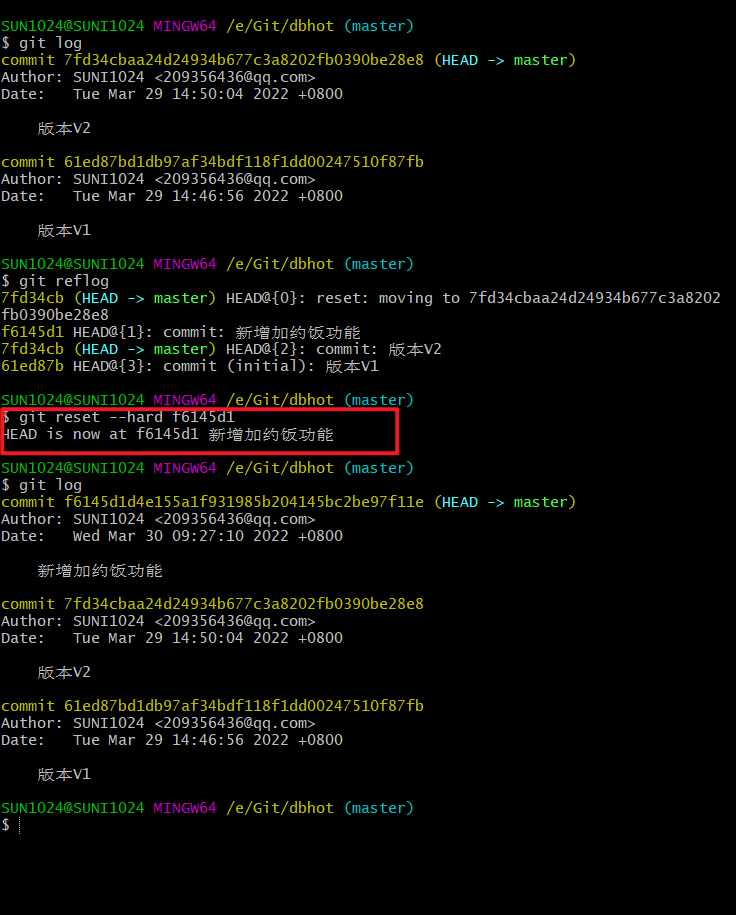 SUN1024@SUNI1024 MINGW64 /e/Git/dbhot (master)
$ git log
commit 7fd34cbaa24d24934b677c3a8202fb0390be28e8 (HEAD -> master)
Author: SUNI1024 <209356436@qq.com>
Date:   Tue Mar 29 14:50:04 2022 +0800
    版本V2
commit 61ed87bd1db97af34bdf118f1dd00247510f87fb
Author: SUNI1024 <209356436@qq.com>
Date:   Tue Mar 29 14:46:56 2022 +0800
    版本V1
SUN1024@SUNI1024 MINGW64 /e/Git/dbhot (master)
$ git reflog
7fd34cb (HEAD -> master) HEAD@{0}: reset: moving to 7fd34cbaa24d24934b677c3a8202
fb0390be28e8
f6145d1 HEAD@{1}: commit: 新增加约饭功能
7fd34cb (HEAD -> master) HEAD@{2}: commit: 版本V2
61ed87b HEAD@{3}: commit (initial): 版本V1
SUN1024@SUNI1024 MINGW64 /e/Git/dbhot (master)
$ git reset --hard f6145d1
HEAD is now at f6145d1 新增加约饭功能
SUN1024@SUNI1024 MINGW64 /e/Git/dbhot (master)
$ git log
commit f6145d1d4e155a1f931985b204145bc2be97f11e (HEAD -> master)
Author: SUNI1024 <209356436@qq.com>
Date:   Wed Mar 30 09:27:10 2022 +0800
    新增加约饭功能
commit 7fd34cbaa24d24934b677c3a8202fb0390be28e8
Author: SUNI1024 <209356436@qq.com>
Date:   Tue Mar 29 14:50:04 2022 +0800
    版本V2
commit 61ed87bd1db97af34bdf118f1dd00247510f87fb
Author: SUNI1024 <209356436@qq.com>
Date:   Tue Mar 29 14:46:56 2022 +0800
    版本V1
SUN1024@SUNI1024 MINGW64 /e/Git/dbhot (master)
$